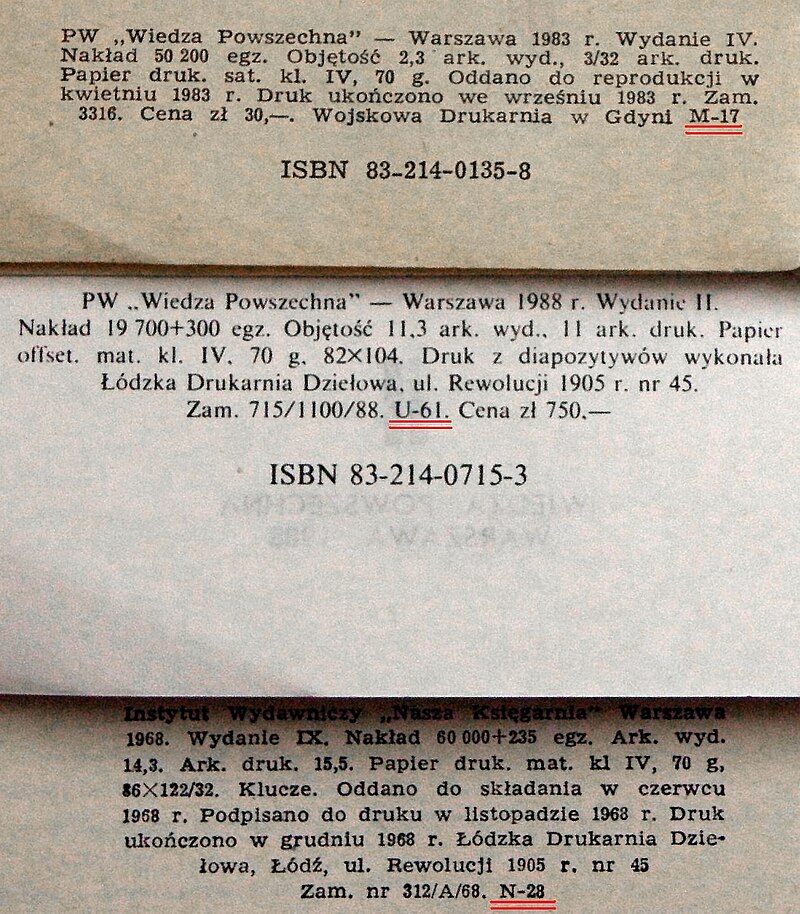 PW „Wiedza Powszechna” — Warszawa 1983 r. Wydanie IV.
Nakład 50 200 egz. Objętość 2,3 ark. wyd., 3/32 ark. druk.
Papier druk. sat. kl. IV, 70 g. Oddano do reprodukcji w
kwietniu 1983 r. Druk ukończono we wrześniu 1983 r. Zam.
3316. Cena zł 30,—. Wojskowa Drukarnia w Gdyni M-17
ISBN 83-214-0135-8
PW „Wiedza Powszechna” — Warszawa 1988 r. Wydanie II.
Nakład 19 700+300 egz. Objętość 11,3 ark. wyd., 11 ark. druk. Papier
offset. mat. kl. IV, 70 g, 82×104. Druk z diapozytywów wykonała
Łódzka Drukarnia Dziełowa, ul. Rewolucji 1905 r. nr 45.
Zam. 715/1100/88. U-61. Cena zł 750,—
ISBN 83-214-0715-3
WIEDZA POWSZECHNA
WARSZAWA 1988
Instytut Wydawniczy „Nasza Księgarnia” Warszawa
1968. Wydanie IX. Nakład 60 000+235 egz. Ark. wyd.
14,3. Ark. druk. 15,5. Papier druk. mat. kl IV, 70 g,
86×122/32. Klucze. Oddano do składania w czerwcu
1968 r. Podpisano do druku w listopadzie 1968 r. Druk
ukończono w grudniu 1968 r. Łódzka Drukarnia Dzie-
łowa, Łódź, ul. Rewolucji 1905 r. nr 45
Zam. nr 312/A/68. N-28